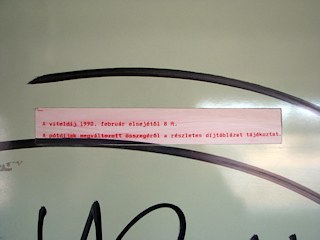 A viteldíj 1990. február elsejétől 8 Ft.
A pótdíjak megváltozott összegéről a részletes díjtáblázat tájékoztat.